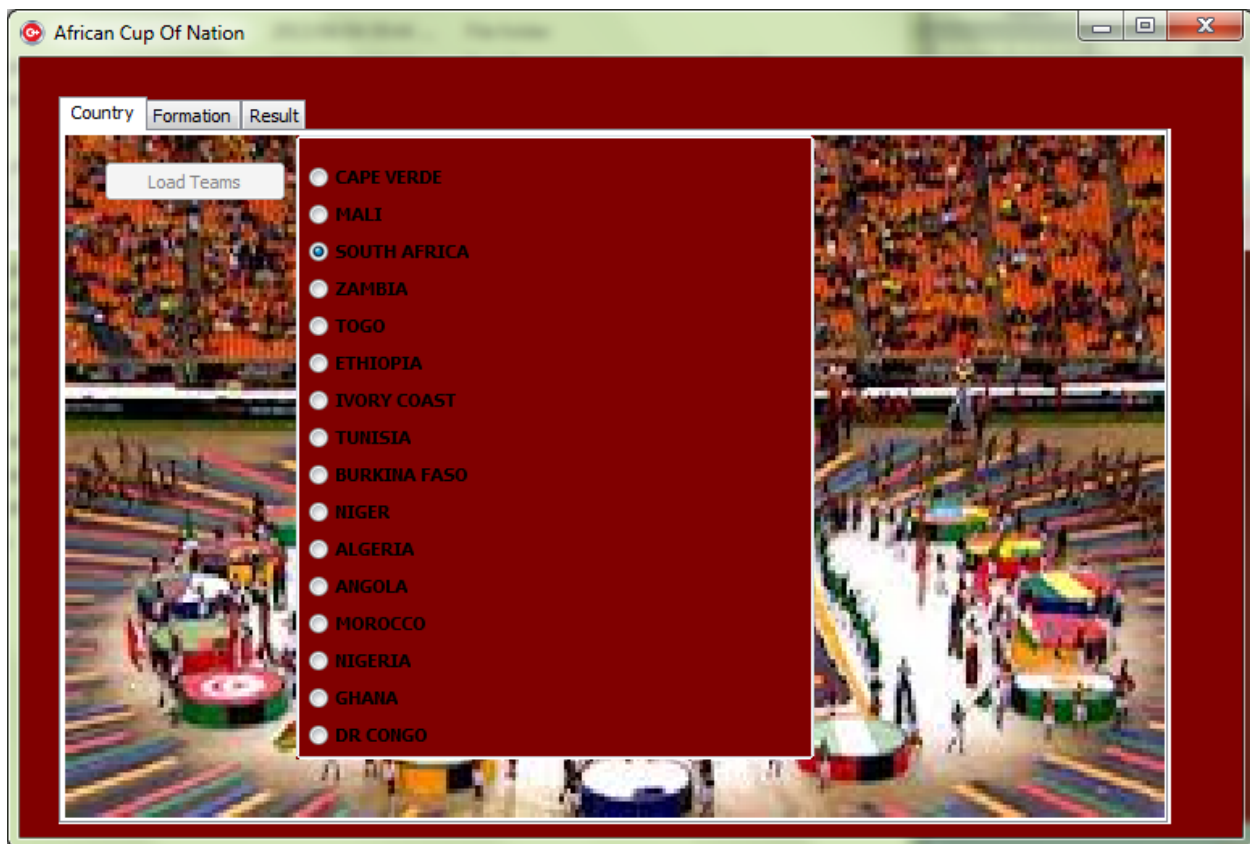 African Cup Of Nation
Country Formation Result
Load Teams
CAPE VERDE
MALI
SOUTH AFRICA
ZAMBIA
TOGO
ETHIOPIA
IVORY COAST
TUNISIA
BURKINA FASO
NIGER
ALGERIA
ANGOLA
MOROCCO
NIGERIA
GHANA
DR CONGO